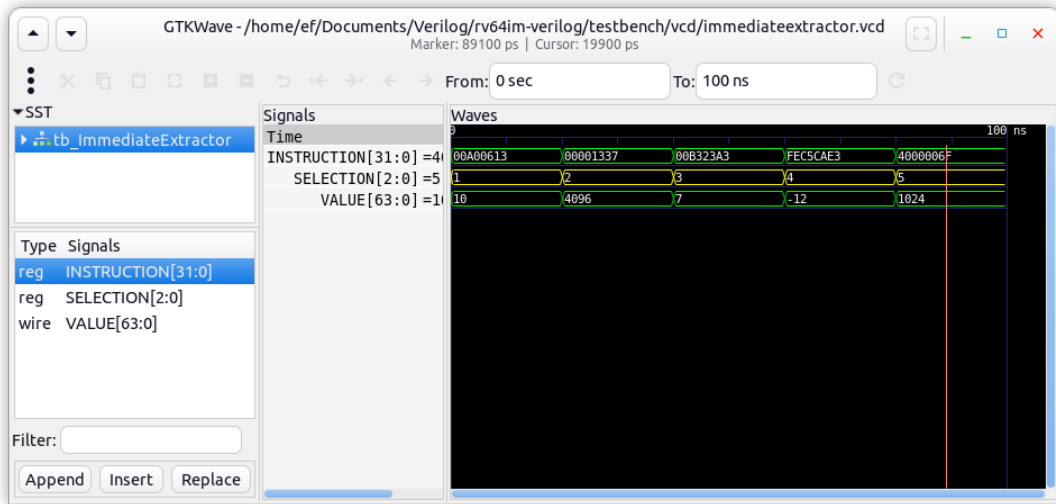 GTKWave - /home/ef/Documents/Verilog/rv64im-verilog/testbench/vcd/immediateextractor.vcd
Marker: 89100 ps | Cursor: 19900 ps
From: 0 sec To: 100 ns
SST
tb_ImmediateExtractor
Type Signals
reg INSTRUCTION[31:0]
reg SELECTION[2:0]
wire VALUE[63:0]
Filter:
Append Insert Replace
Signals
Time
INSTRUCTION[31:0] =40
SELECTION[2:0] =5
VALUE[63:0] =10
Waves
0 100 ns
00A00613 00001337 00B323A3 FEC5CAE3 4000006F
1 2 3 4 5
10 4096 7 -12 1024